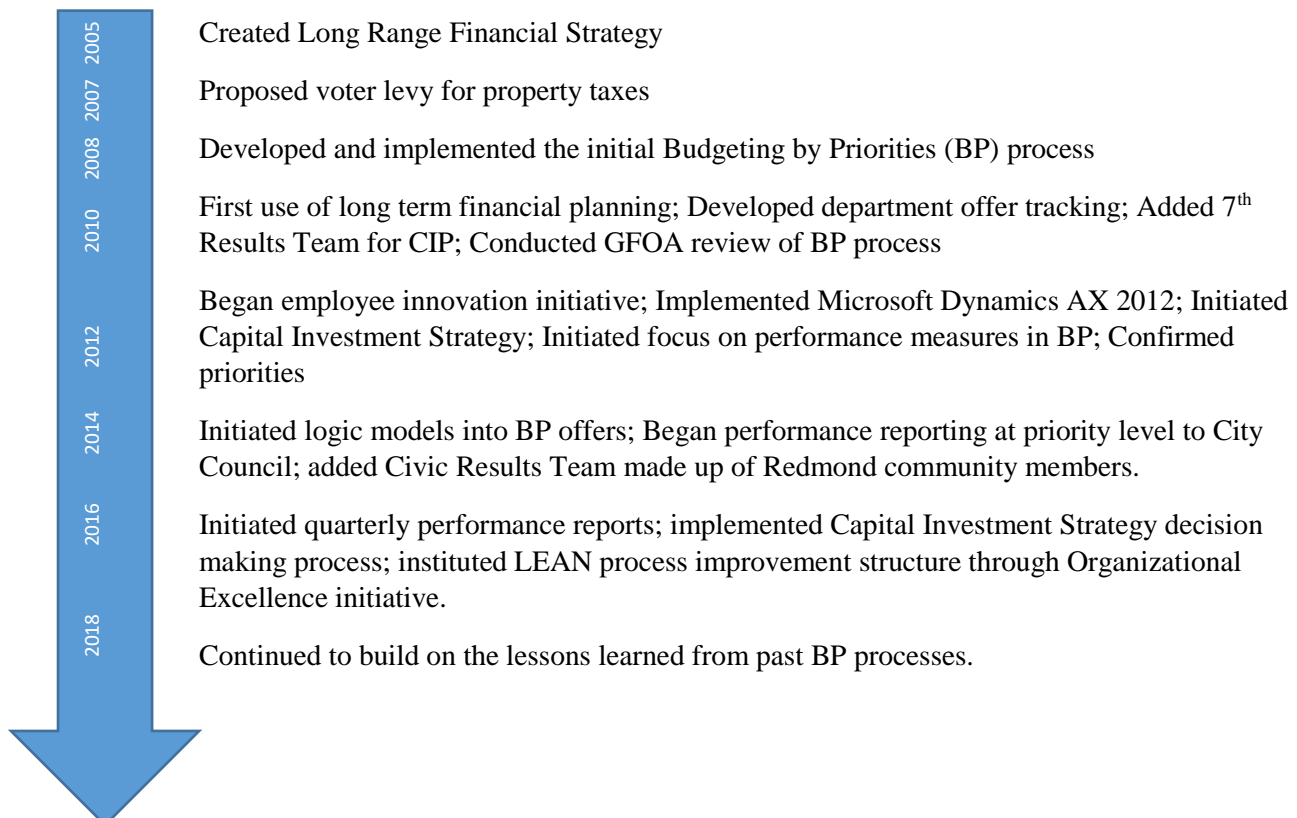 2005
Created Long Range Financial Strategy
2007
Proposed voter levy for property taxes
2008
Developed and implemented the initial Budgeting by Priorities (BP) process
2010
First use of long term financial planning; Developed department offer tracking; Added 7th
Results Team for CIP; Conducted GFOA review of BP process
2012
Began employee innovation initiative; Implemented Microsoft Dynamics AX 2012; Initiated
Capital Investment Strategy; Initiated focus on performance measures in BP; Confirmed
priorities
2014
Initiated logic models into BP offers; Began performance reporting at priority level to City
Council; added Civic Results Team made up of Redmond community members.
2016
Initiated quarterly performance reports; implemented Capital Investment Strategy decision
making process; instituted LEAN process improvement structure through Organizational
Excellence initiative.
2018
Continued to build on the lessons learned from past BP processes.